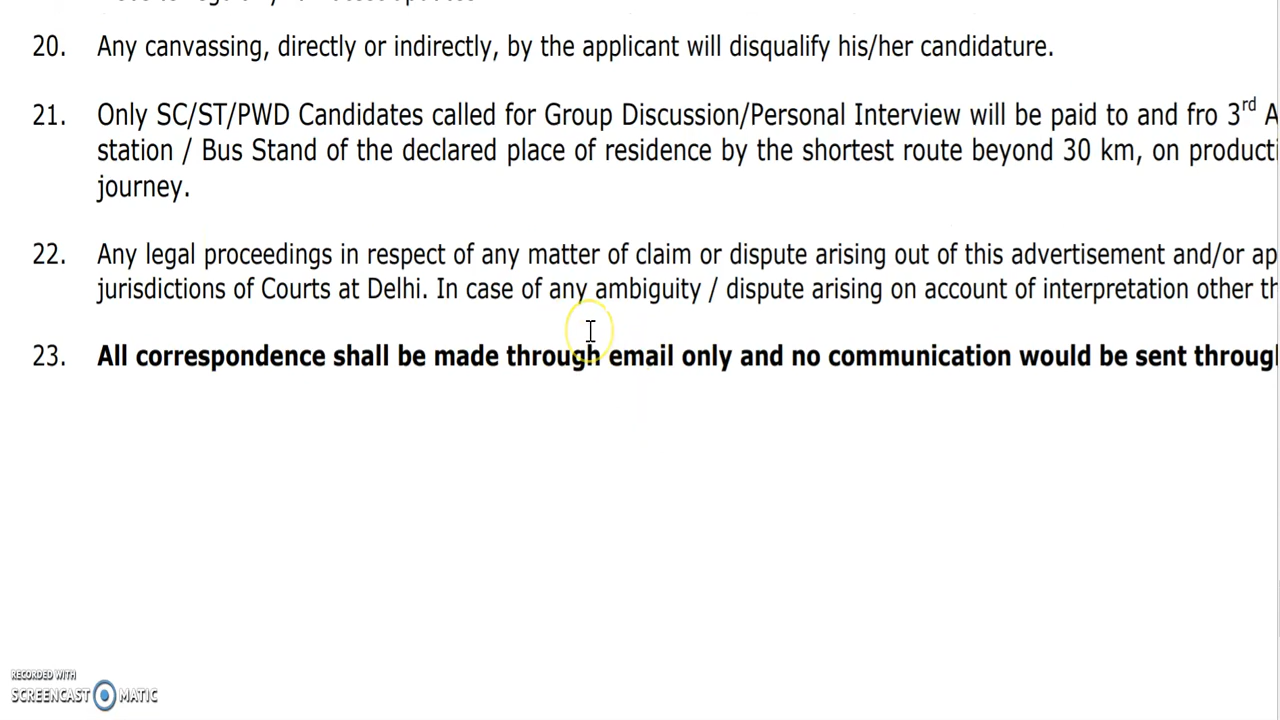 20. Any canvassing, directly or indirectly, by the applicant will disqualify his/her candidature.
21. Only SC/ST/PWD Candidates called for Group Discussion/Personal Interview will be paid to and fro 3rd A
station / Bus Stand of the declared place of residence by the shortest route beyond 30 km, on producti
journey.
22. Any legal proceedings in respect of any matter of claim or dispute arising out of this advertisement and/or ap
jurisdictions of Courts at Delhi. In case of any ambiguity / dispute arising on account of interpretation other th
23. All correspondence shall be made through email only and no communication would be sent throug
RECORDED WITH
SCREENCAST MATIC